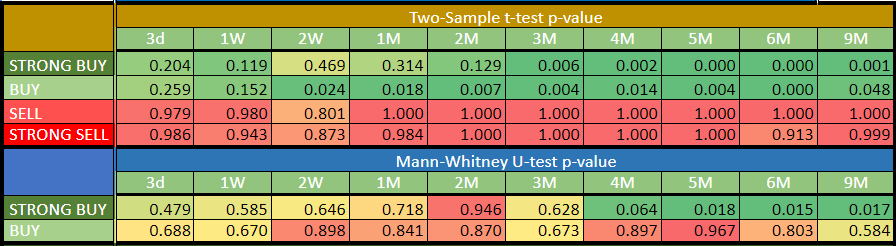 Two-Sample t-test p-value
3d 1W 2W 1M 2M 3M 4M 5M 6M 9M
STRONG BUY 0.204 0.119 0.469 0.314 0.129 0.006 0.002 0.000 0.000 0.001
BUY 0.259 0.152 0.024 0.018 0.007 0.004 0.014 0.004 0.000 0.048
SELL 0.979 0.980 0.801 1.000 1.000 1.000 1.000 1.000 1.000 1.000
STRONG SELL 0.986 0.943 0.873 0.984 1.000 1.000 1.000 1.000 0.913 0.999
Mann-Whitney U-test p-value
3d 1W 2W 1M 2M 3M 4M 5M 6M 9M
STRONG BUY 0.479 0.585 0.646 0.718 0.946 0.628 0.064 0.018 0.015 0.017
BUY 0.688 0.670 0.898 0.841 0.870 0.673 0.897 0.967 0.803 0.584